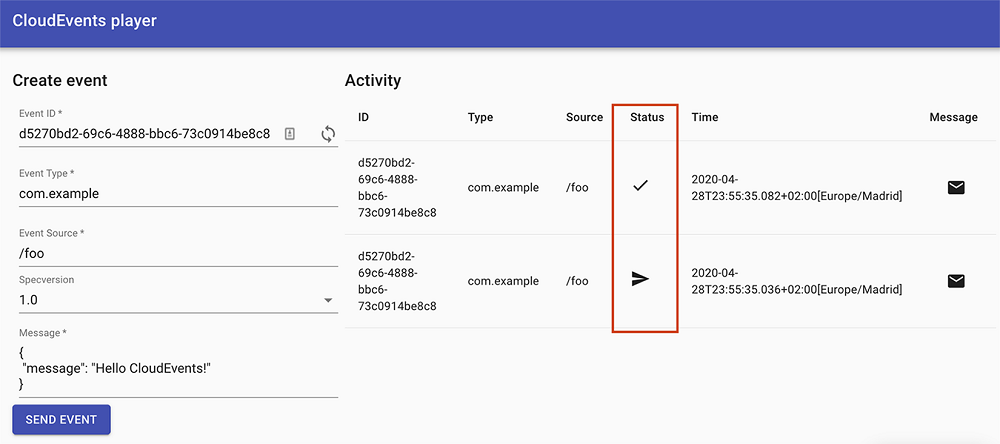 CloudEvents player
Create event
Event ID *
d5270bd2-69c6-4888-bbc6-73c0914be8c8
Event Type *
com.example
Event Source *
/foo
Specversion
1.0
Message *
{
"message": "Hello CloudEvents!"
}
SEND EVENT
Activity
ID Type Source Status Time Message
d5270bd2-
69c6-4888-
bbc6-
73c0914be8c8
com.example
/foo
2020-04-
28T23:55:35.082+02:00[Europe/Madrid]
d5270bd2-
69c6-4888-
bbc6-
73c0914be8c8
com.example
/foo
2020-04-
28T23:55:35.036+02:00[Europe/Madrid]